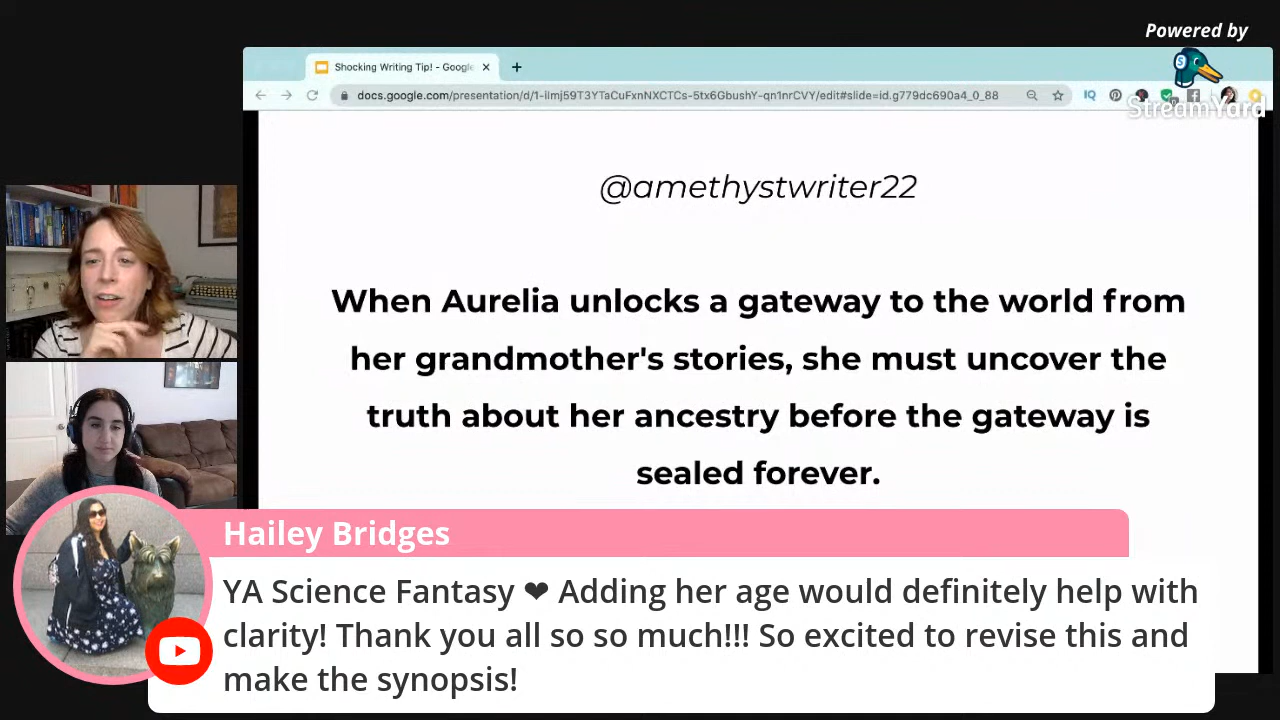 Powered by
StreamYard
Shocking Writing Tip! - Google
docs.google.com/presentation/d/1-iImj59T3YTaCuFxnNXCTCs-5tx6GbushY-qn1nrCVY/edit#slide=id.g779dc690a4_0_88
@amethystwriter22
When Aurelia unlocks a gateway to the world from
her grandmother's stories, she must uncover the
truth about her ancestry before the gateway is
sealed forever.
Hailey Bridges
YA Science Fantasy ❤ Adding her age would definitely help with
clarity! Thank you all so so much!!! So excited to revise this and
make the synopsis!